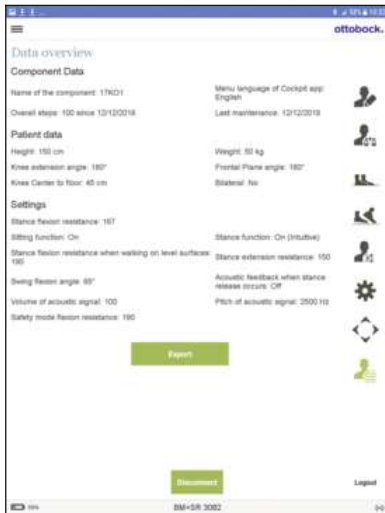 ottobock.
Data overview
Component Data
Name of the component: 17KO1
Menu language of Cockpit app:
English
Overall steps: 100 since 12/12/2018
Last maintenance: 12/12/2018
Patient data
Height: 150 cm
Weight: 50 kg
Knee extension angle: 180°
Frontal Plane angle: 180°
Knee Center to floor: 45 cm
Bilateral: No
Settings
Stance flexion resistance: 167
Sitting function: On
Stance function: On (Intuitive)
Stance flexion resistance when walking on level surfaces:
190
Stance extension resistance: 150
Swing flexion angle: 65°
Acoustic feedback when stance
release occurs: Off
Volume of acoustic signal: 100
Pitch of acoustic signal: 2500 Hz
Safety mode flexion resistance: 190
Export
Disconnect
Logout
BM+SR 3082